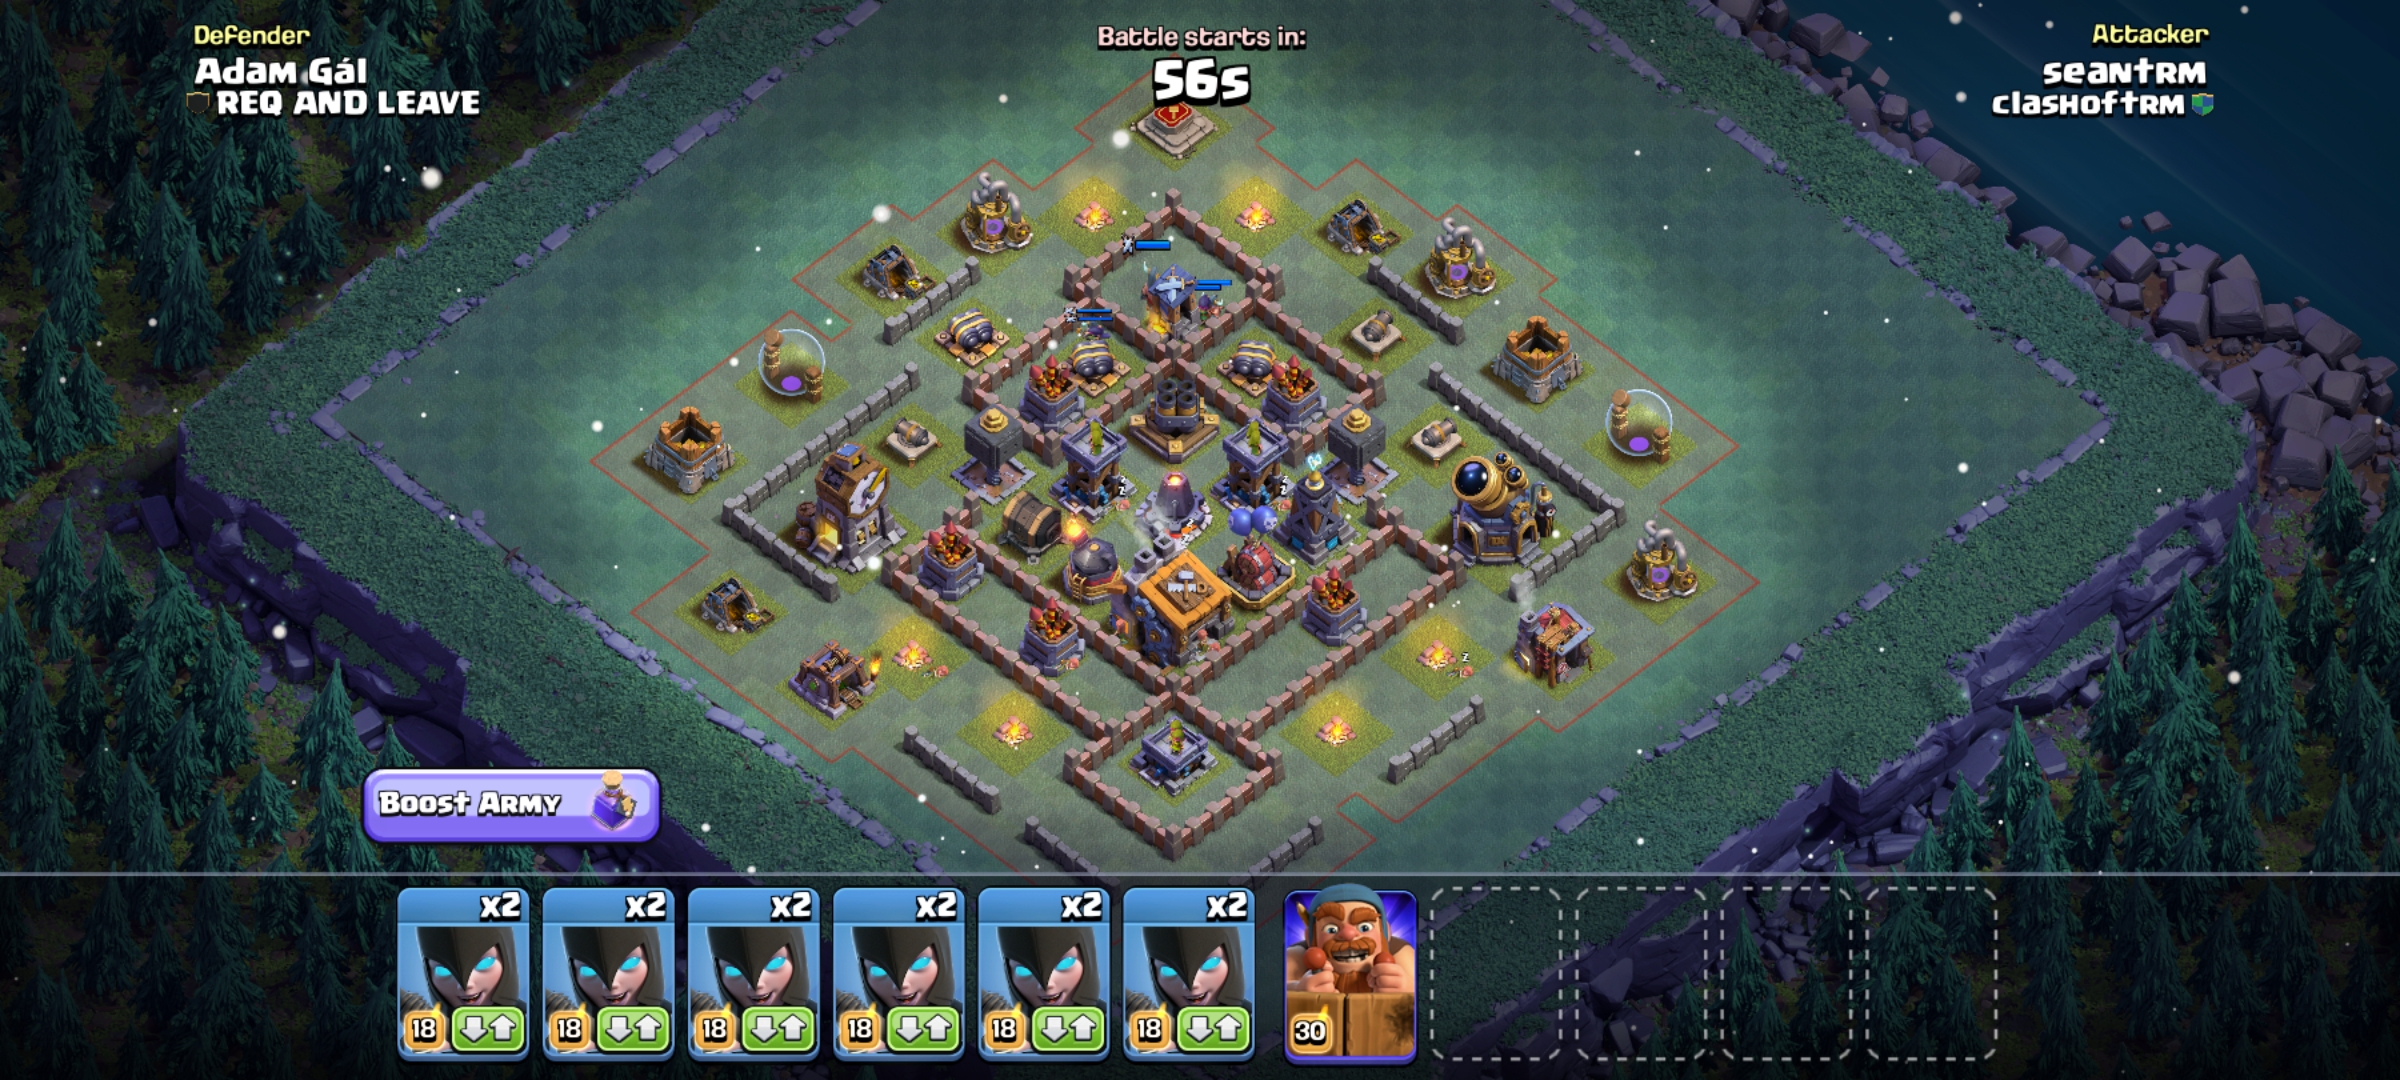 Defender
Adam Gál
REQ AND LEAVE
Battle starts in:
56s
Attacker
seantRM
clashoftRM
Boost Army
x2
x2
x2
x2
x2
x2
18
18
18
18
18
18
30